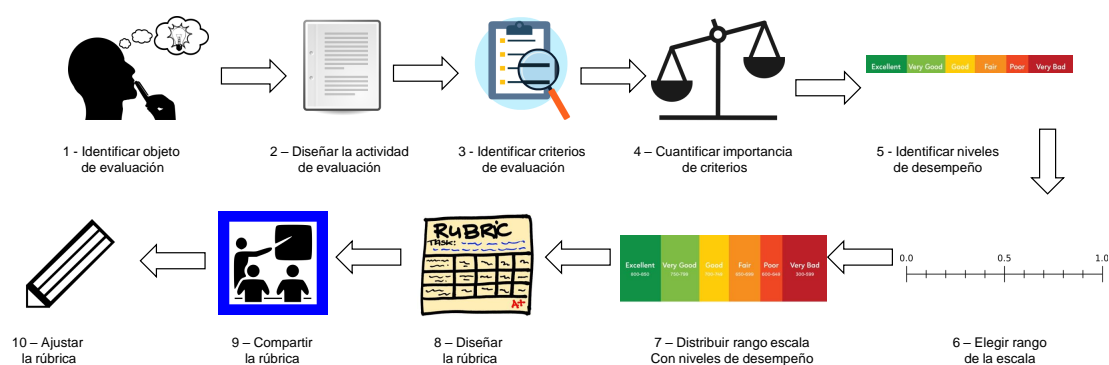 Excellent Very Good Good Fair Poor Very Bad
1 - Identificar objeto
de evaluación
2 – Diseñar la actividad
de evaluación
3 - Identificar criterios
de evaluación
4 – Cuantificar importancia
de criterios
5 - Identificar niveles
de desempeño
RUBRIC
TASK:
A+
Excellent Very Good Good Fair Poor Very Bad
0.0 0.5 1.0
10 – Ajustar
la rúbrica
9 – Compartir
la rúbrica
8 – Diseñar
la rúbrica
7 – Distribuir rango escala
Con niveles de desempeño
6 – Elegir rango
de la escala